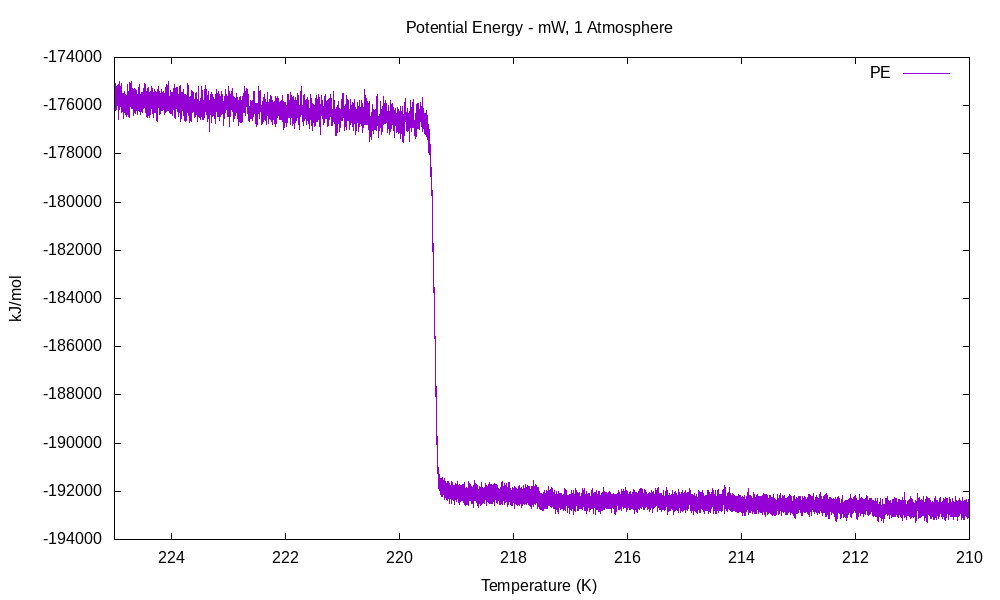 Potential Energy - mW, 1 Atmosphere
PE
-174000
-176000
-178000
-180000
-182000
-184000
-186000
-188000
-190000
-192000
-194000
kJ/mol
224 222 220 218 216 214 212 210
Temperature (K)